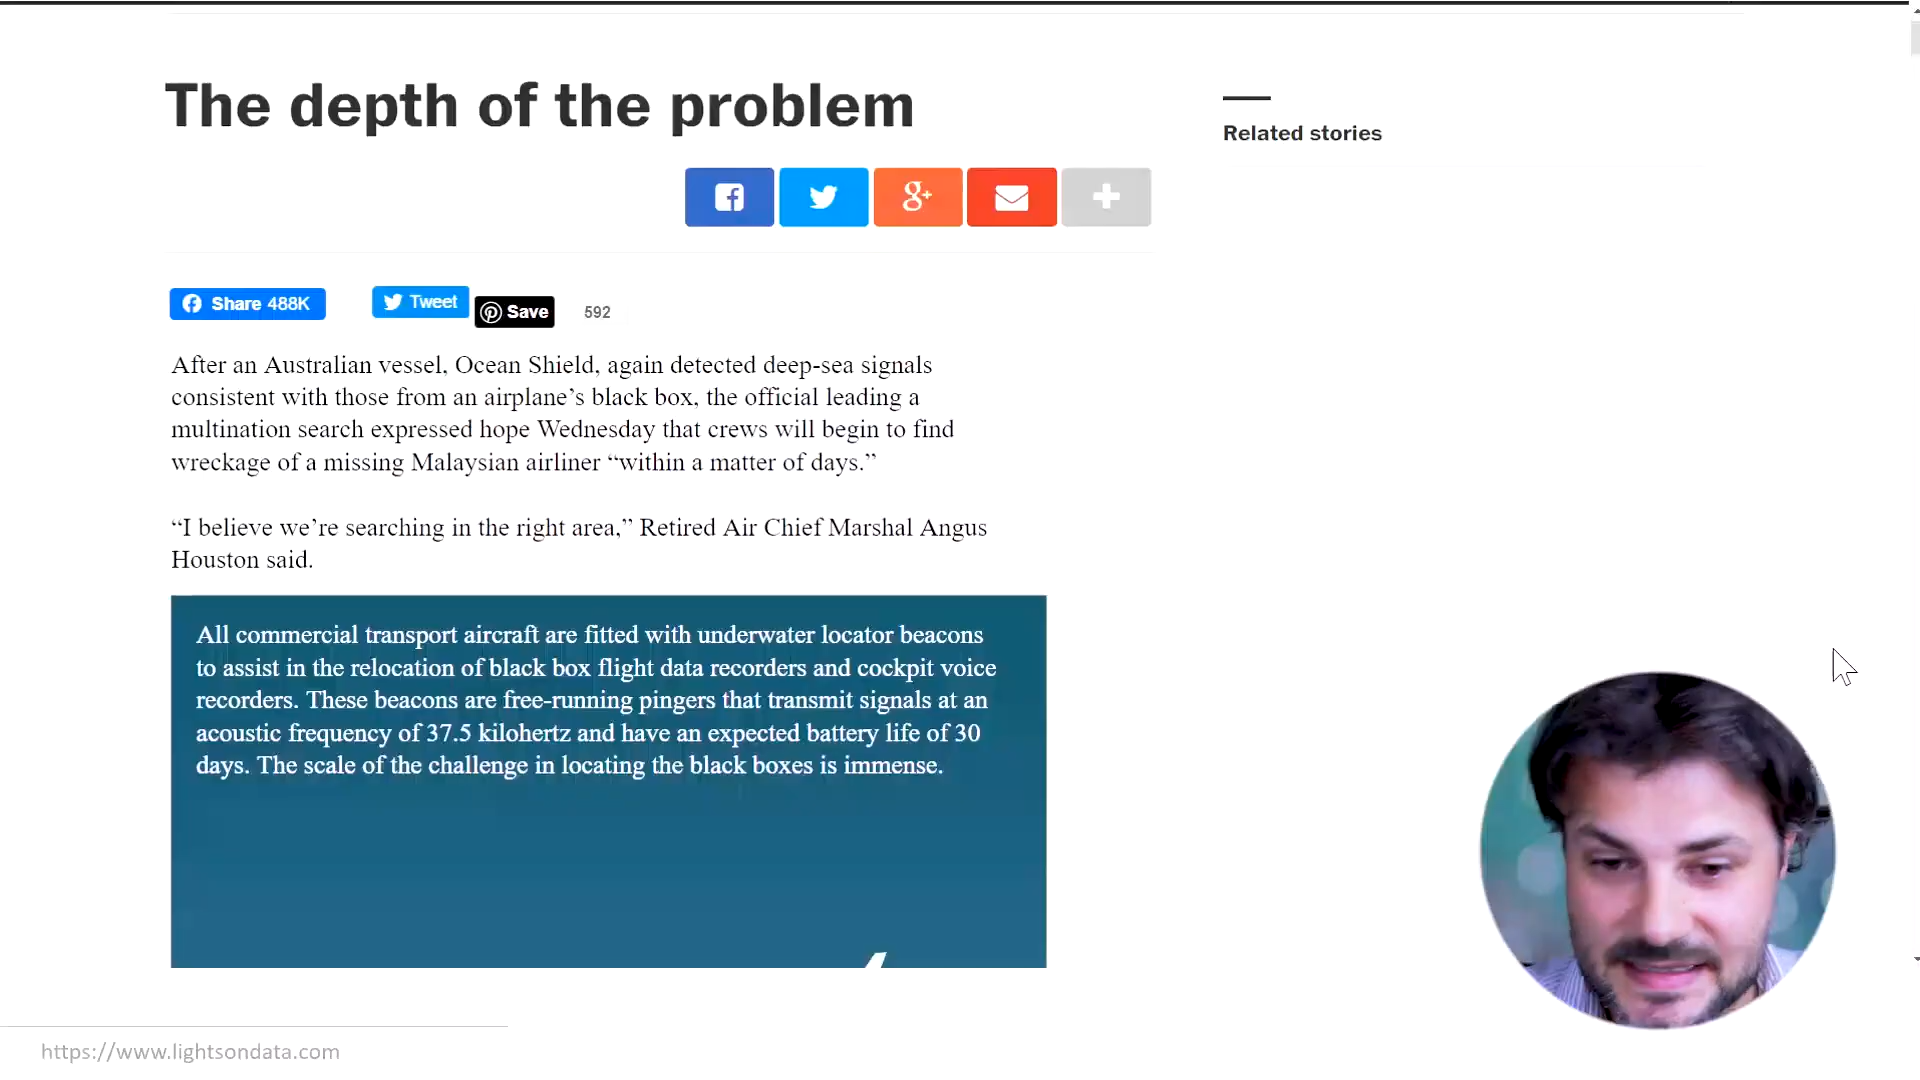 The depth of the problem
Related stories
Share 488K
Tweet
Save
592
After an Australian vessel, Ocean Shield, again detected deep-sea signals
consistent with those from an airplane’s black box, the official leading a
multination search expressed hope Wednesday that crews will begin to find
wreckage of a missing Malaysian airliner “within a matter of days.”
“I believe we’re searching in the right area,” Retired Air Chief Marshal Angus
Houston said.
All commercial transport aircraft are fitted with underwater locator beacons
to assist in the relocation of black box flight data recorders and cockpit voice
recorders. These beacons are free-running pingers that transmit signals at an
acoustic frequency of 37.5 kilohertz and have an expected battery life of 30
days. The scale of the challenge in locating the black boxes is immense.
https://www.lightsondata.com